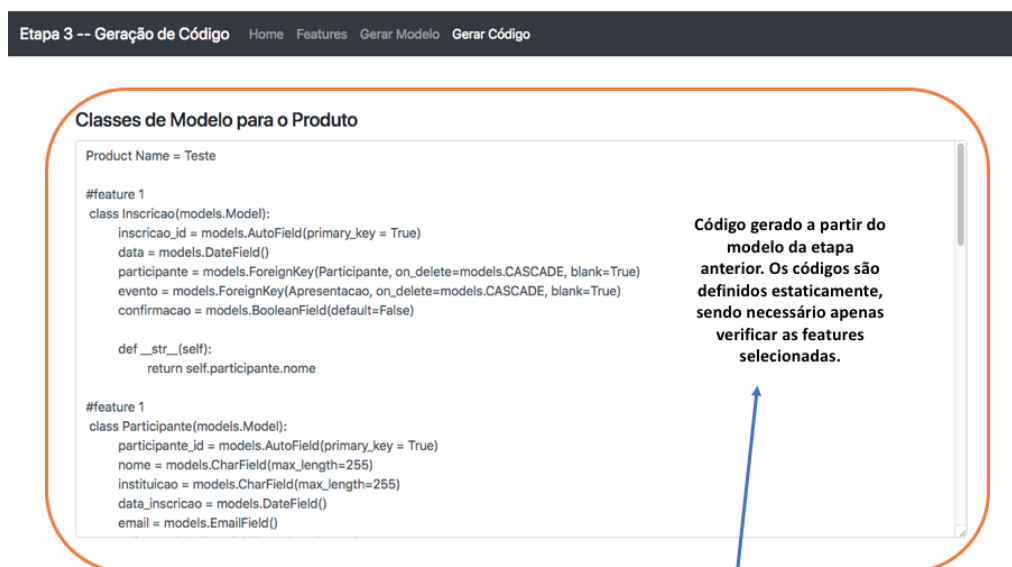 Etapa 3 -- Geração de Código Home Features Gerar Modelo Gerar Código
Classes de Modelo para o Produto
Product Name = Teste
#feature 1
class Inscricao(models.Model):
inscricao_id = models.AutoField(primary_key = True)
data = models.DateField()
participante = models.ForeignKey(Participante, on_delete=models.CASCADE, blank=True)
evento = models.ForeignKey(Apresentacao, on_delete=models.CASCADE, blank=True)
confirmacao = models.BooleanField(default=False)
def __str__(self):
return self.participante.nome
#feature 1
class Participante(models.Model):
participante_id = models.AutoField(primary_key = True)
nome = models.CharField(max_length=255)
instituicao = models.CharField(max_length=255)
data_inscricao = models.DateField()
email = models.EmailField()
Código gerado a partir do
modelo da etapa
anterior. Os códigos são
definidos estaticamente,
sendo necessário apenas
verificar as features
selecionadas.